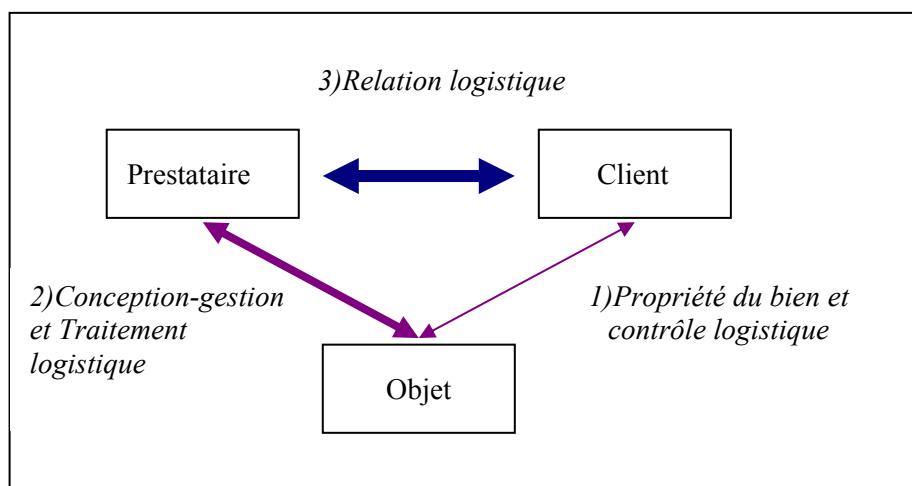 3)Relation logistique
Prestataire
Client
2)Conception-gestion
et Traitement
logistique
1)Propriété du bien et
contrôle logistique
Objet